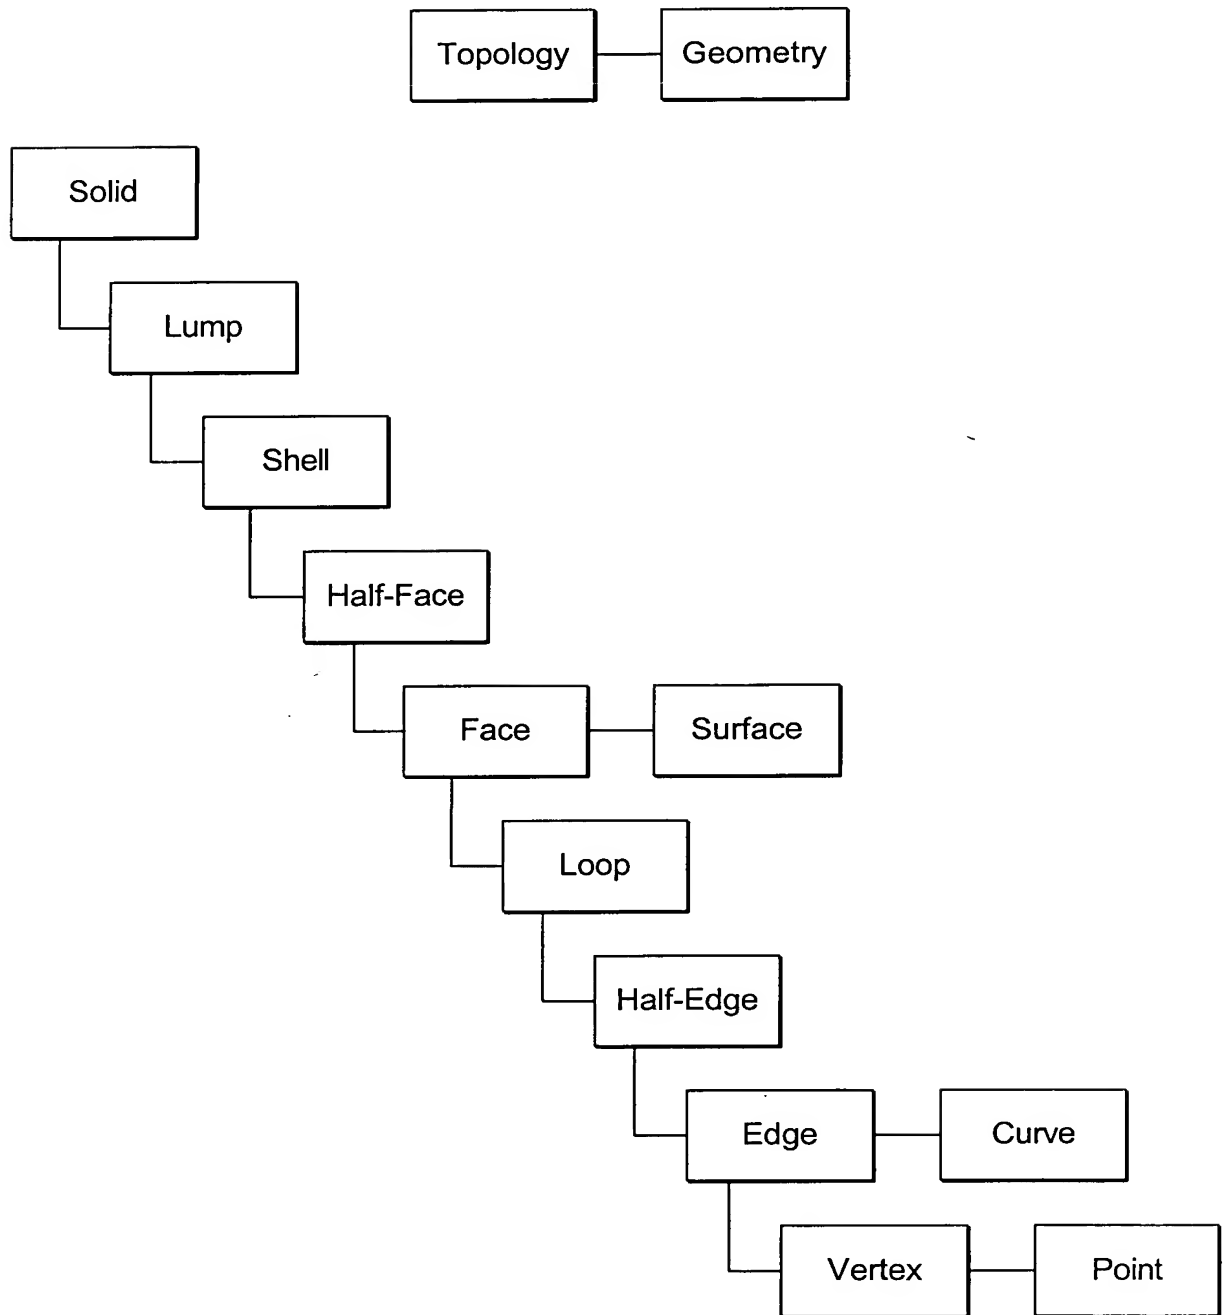 Topology
Geometry
Solid
Lump
Shell
Half-Face
Face
Surface
Loop
Half-Edge
Edge
Curve
Vertex
Point